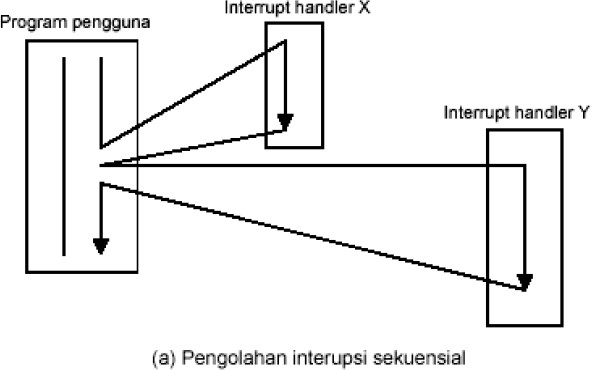 Interrupt handler X
Program pengguna
Interrupt handler Y
(a) Pengolahan interupsi sekuensial